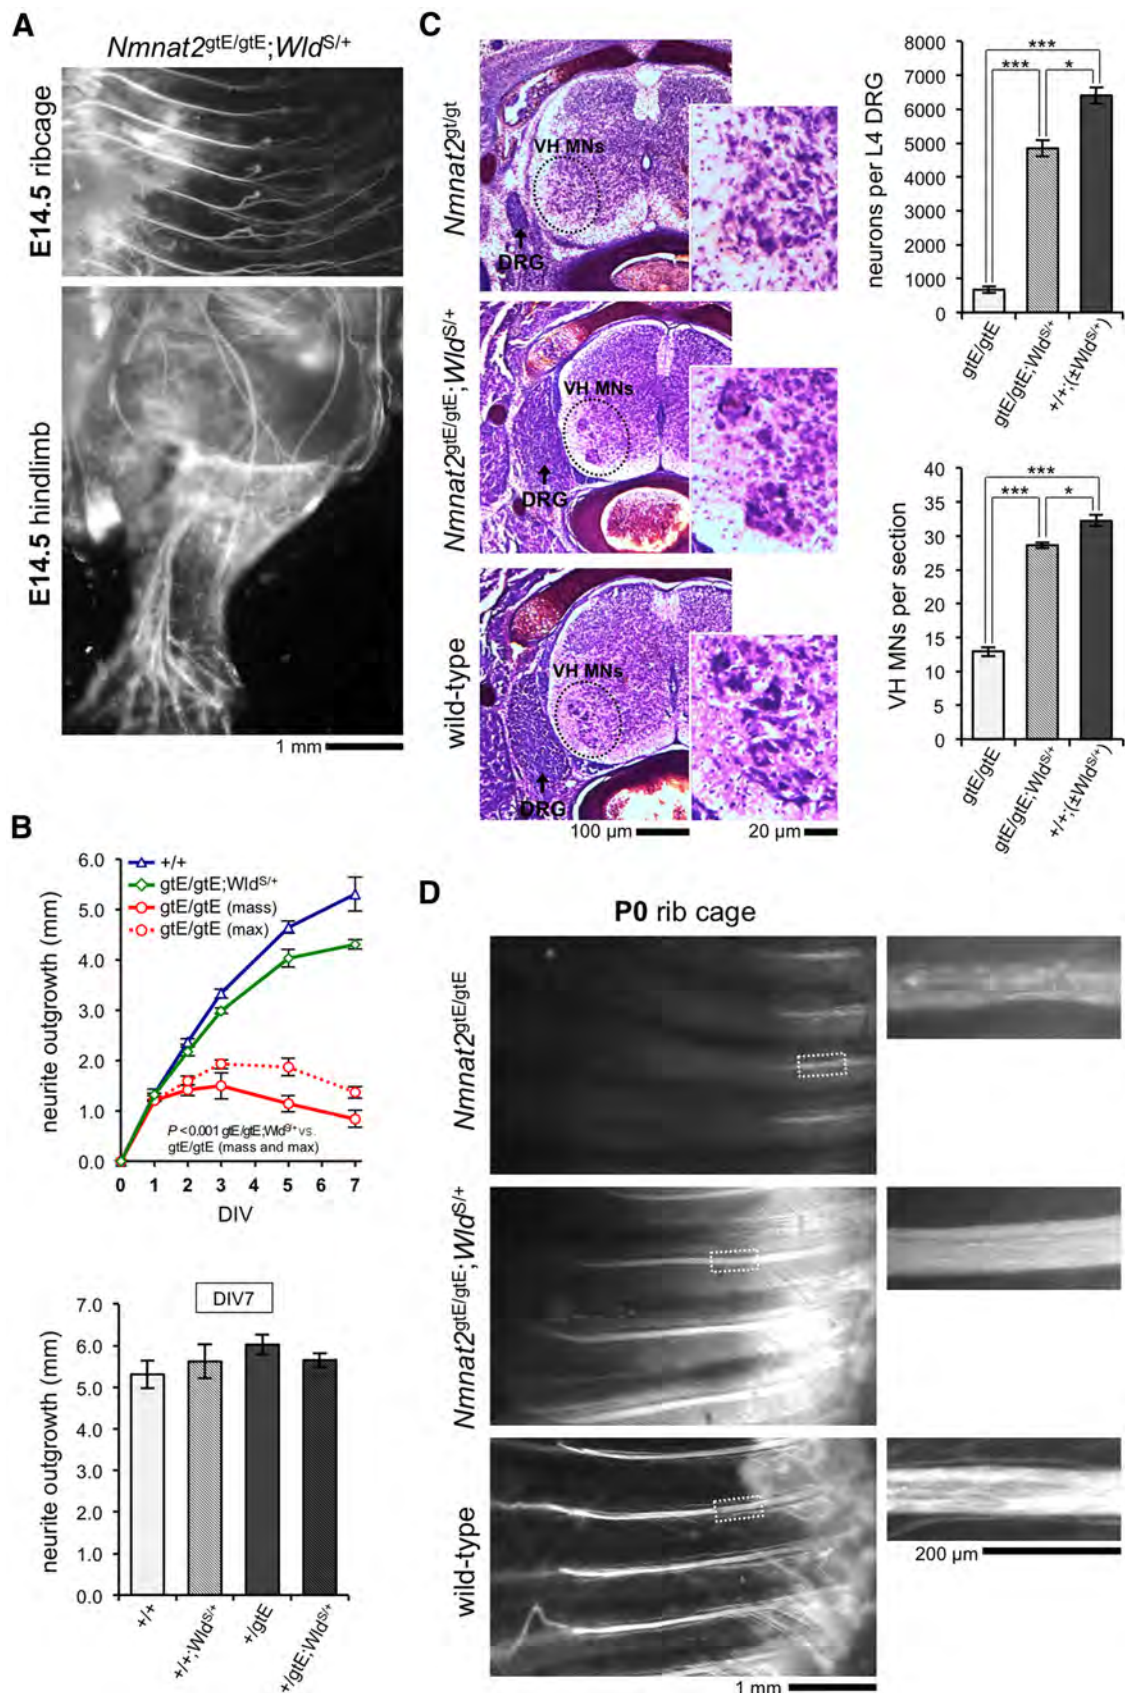 A
Nmnat2gtE/gtE;WldS/+
E14.5 ribcage
E14.5 hindlimb
1 mm
B
+/+
gtE/gtE;WldS/+
gtE/gtE (mass)
gtE/gtE (max)
6.0
5.0
4.0
3.0
2.0
1.0
0.0
neurite outgrowth (mm)
P<0.001 gtE/gtE;WldS/+ vs.
gtE/gtE (mass and max)
0 1 2 3 4 5 6 7
DIV
DIV7
7.0
6.0
5.0
4.0
3.0
2.0
1.0
0.0
neurite outgrowth (mm)
+/+
+/+;WldS/+
+/gtE
+/gtE;WldS/+
C
Nmnat2gt/gt
VH MNs
DRG
Nmnat2gtE/gtE;WldS/+
VH MNs
DRG
wild-type
VH MNs
DRG
100 µm
20 µm
8000
7000
6000
5000
4000
3000
2000
1000
0
neurons per L4 DRG
***
*** *
gtE/gtE
gtE/gtE;WldS/+
+/+;(±WldS/+)
40
35
30
25
20
15
10
5
0
VH MNs per section
***
*** *
gtE/gtE
gtE/gtE;WldS/+
+/+;(±WldS/+)
D
P0 rib cage
Nmnat2gtE/gtE
Nmnat2gtE/gtE;WldS/+
wild-type
200 µm
1 mm